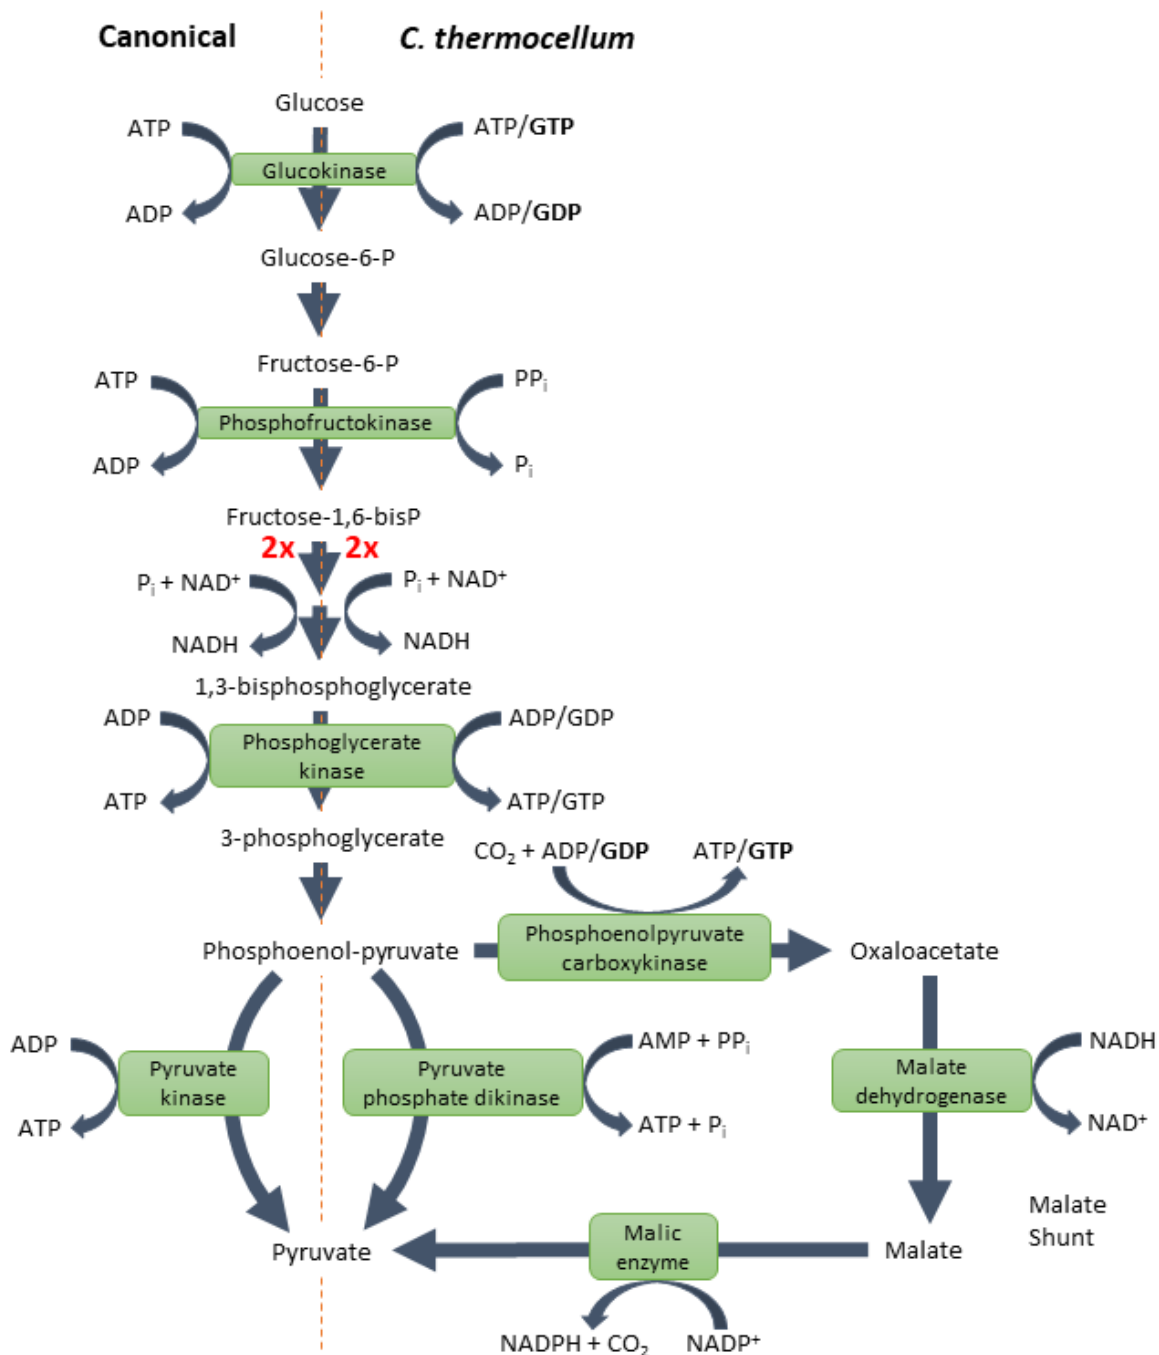 Canonical
C. thermocellum
Glucose
ATP
ATP/GTP
Glucokinase
ADP
ADP/GDP
Glucose-6-P
Fructose-6-P
ATP
PPi
Phosphofructokinase
ADP
Pi
Fructose-1,6-bisP
2x 2x
Pi + NAD+
Pi + NAD+
NADH
NADH
1,3-bisphosphoglycerate
ADP
ADP/GDP
Phosphoglycerate
kinase
ATP
ATP/GTP
3-phosphoglycerate
CO2 + ADP/GDP
ATP/GTP
Phosphoenol-pyruvate
Phosphoenolpyruvate
carboxykinase
Oxaloacetate
ADP
Pyruvate
kinase
ATP
Pyruvate
phosphate dikinase
AMP + PPi
ATP + Pi
Malate
dehydrogenase
NADH
NAD+
Malate
Shunt
Pyruvate
Malic
enzyme
Malate
NADPH + CO2
NADP+